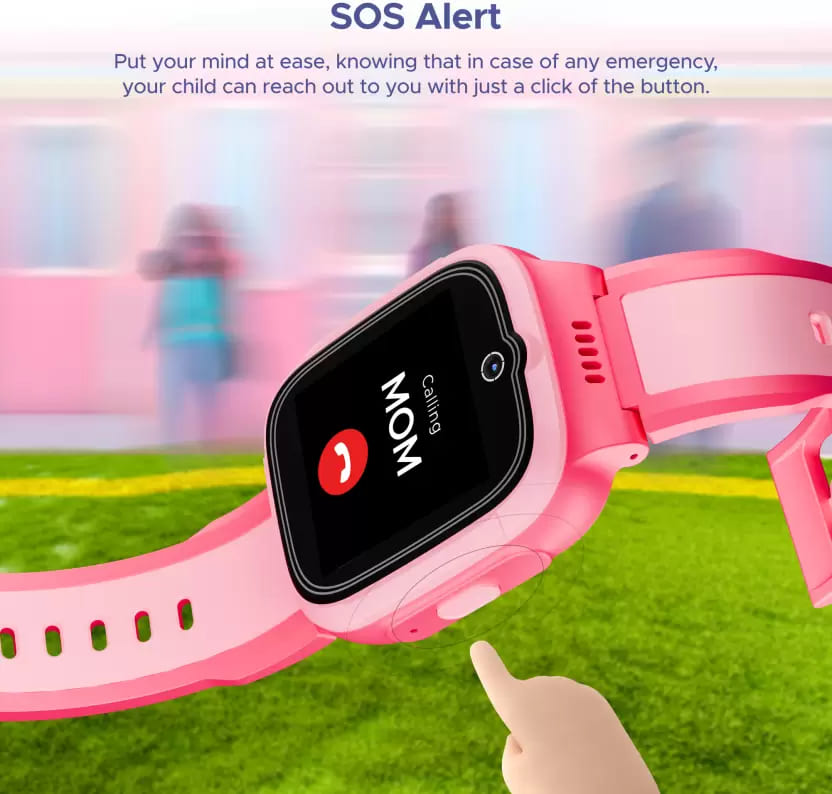 SOS Alert
Put your mind at ease, knowing that in case of any emergency,
your child can reach out to you with just a click of the button.
Calling
MOM